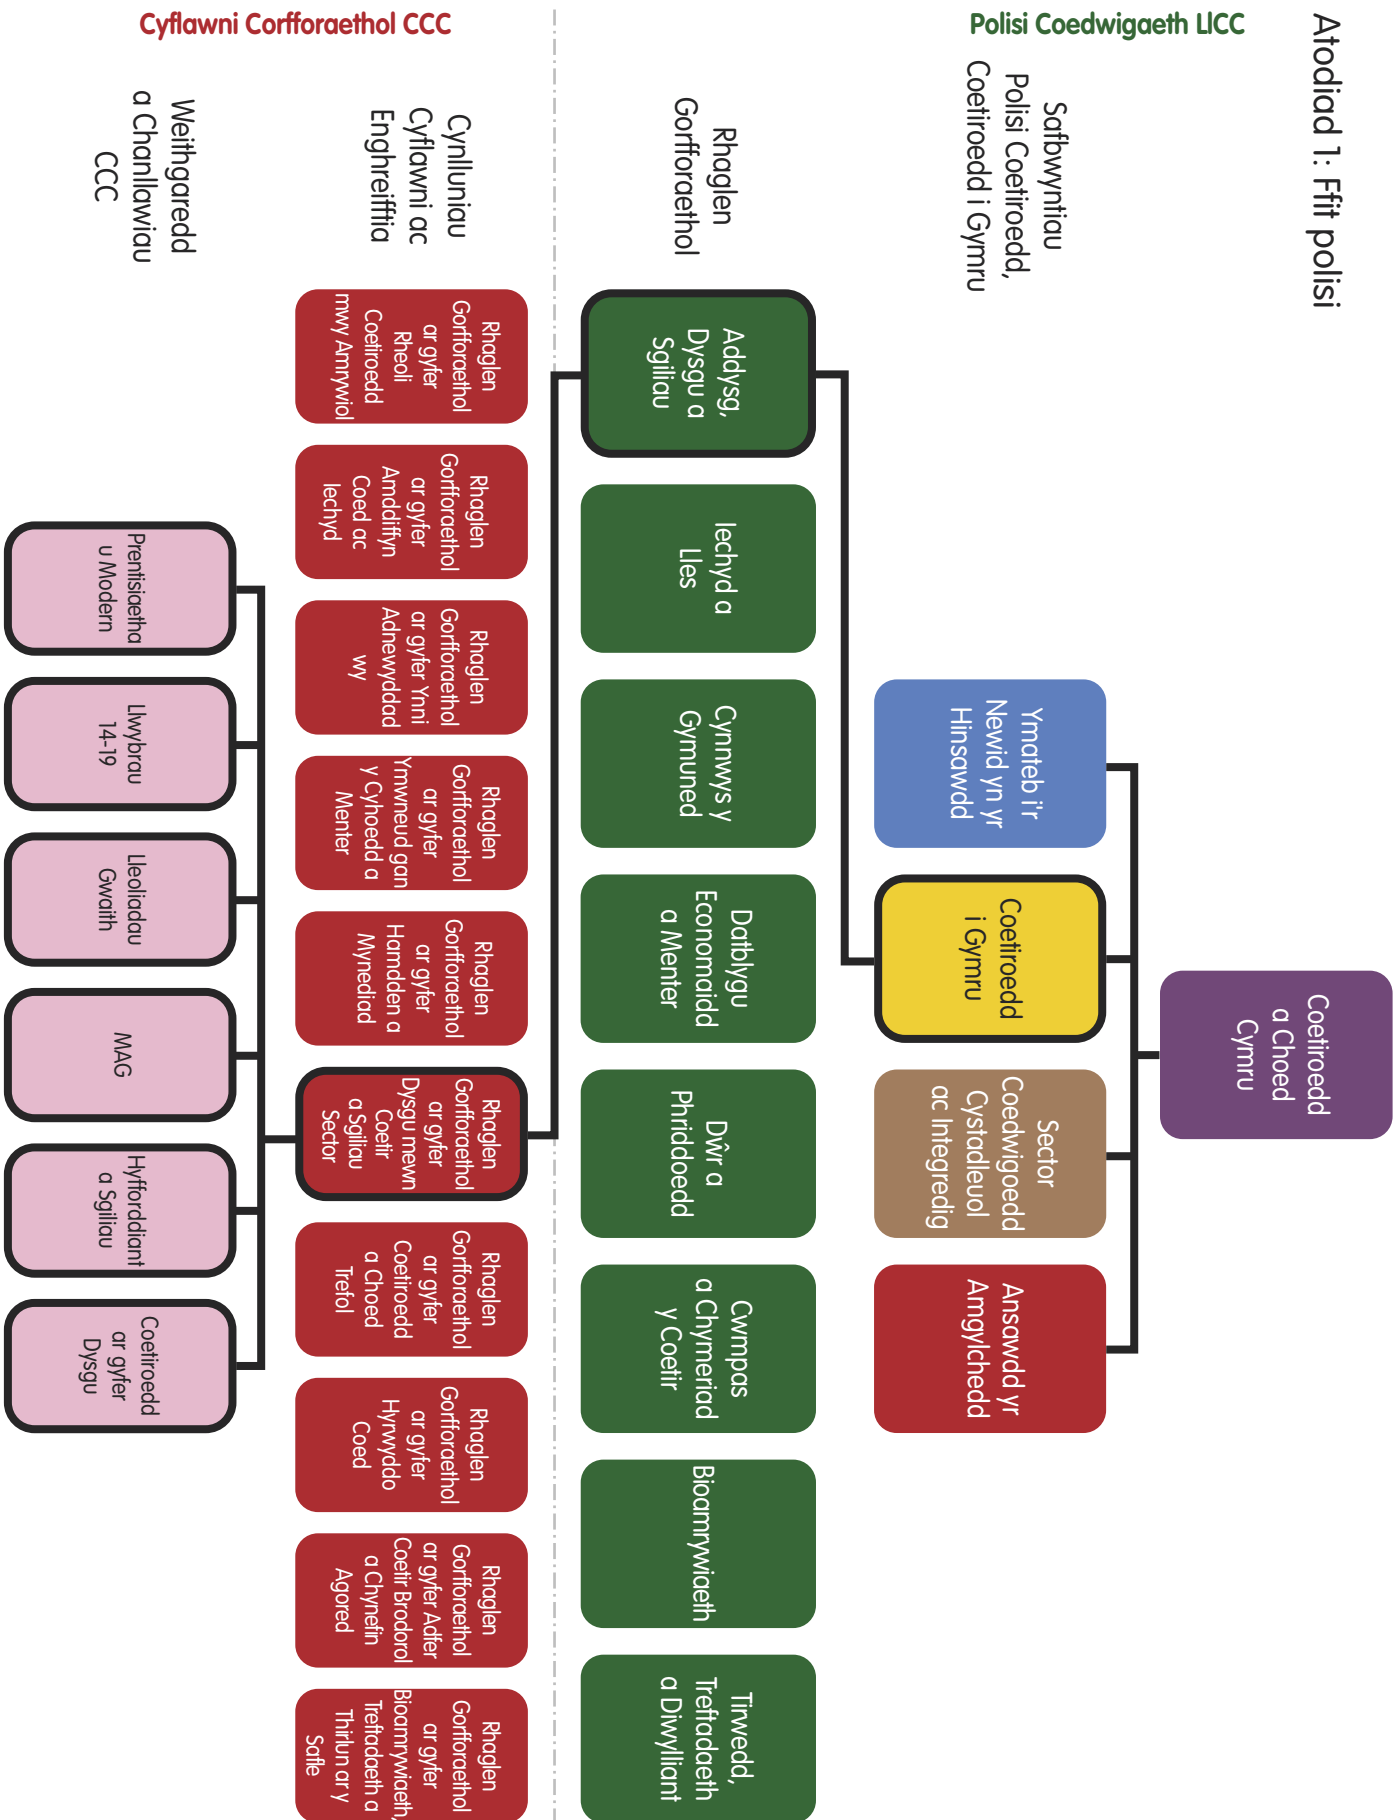 Atodiad 1: Ffit polisi
Polisi Coedwigaeth LlCC
Coetiroedd
a Choed
Cymru
Safbwyntiau
Polisi Coetiroedd,
Coetiroedd i Gymru
Ymateb i'r
Newid yn yr
Hinsawdd
Coetiroedd
i Gymru
Sector
Coedwigoedd
Cystadleuol
ac Integredig
Ansawdd yr
Amgylchedd
Rhaglen
Gorfforaethol
Addysg,
Dysgu a
Sgiliau
Iechyd a
Lles
Cynnwys y
Gymuned
Datblygu
Economaidd
a Menter
Dŵr a
Phriddoedd
Cwmpas
a Chymeriad
y Coetir
Bioamrywiaeth
Tirwedd,
Treftadaeth
a Diwylliant
Cyflawni Corfforaethol CCC
Cynlluniau
Cyflawni ac
Enghreifftia
Rhaglen
Gorfforaethol
ar gyfer
Rheoli
Coetiroedd
mwy Amrywiol
Rhaglen
Gorfforaethol
ar gyfer
Amddiffyn
Coed ac
Iechyd
Rhaglen
Gorfforaethol
ar gyfer Ynni
Adnewyddad
wy
Rhaglen
Gorfforaethol
ar gyfer
Ymwneud gan
y Cyhoedd a
Menter
Rhaglen
Gorfforaethol
ar gyfer
Hamdden a
Mynediad
Rhaglen
Gorfforaethol
ar gyfer
Dysgu mewn
Coetir
a Sgiliau
Sector
Rhaglen
Gorfforaethol
ar gyfer
Coetiroedd
a Choed
Trefol
Rhaglen
Gorfforaethol
ar gyfer
Hyrwyddo
Coed
Rhaglen
Gorfforaethol
ar gyfer Adfer
Coetir Brodorol
a Chynefin
Agored
Rhaglen
Gorfforaethol
ar gyfer
Bioamrywiaeth,
Treftadaeth a
Thirlun ar y
Safle
Weithgaredd
a Chanllawiau
CCC
Prentisiaetha
u Modern
Llwybrau
14-19
Lleoliadau
Gwaith
MAG
Hyfforddiant
a Sgiliau
Coetiroedd
ar gyfer
Dysgu